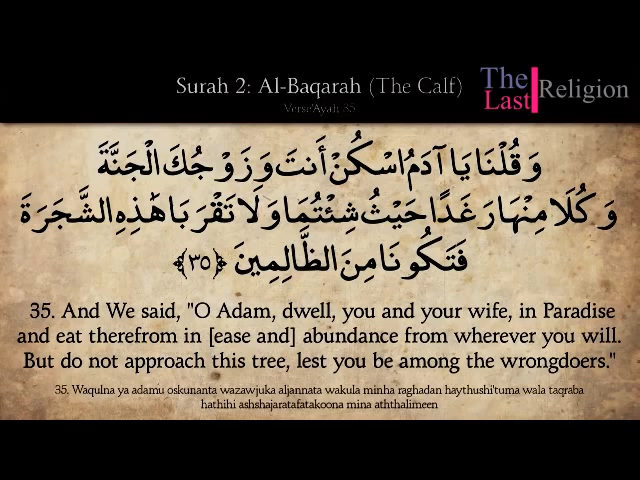 Surah 2: Al-Baqarah (The Calf)
Verse'Ayah 35
The
Last Religion
وَقُلْنَا يَا آدَمُ اسْكُنْ أَنتَ وَزَوْجُكَ الْجَنَّةَ
وَكُلَا مِنْهَا رَغَدًا حَيْثُ شِئْتُمَا وَلَا تَقْرَبَا هَٰذِهِ الشَّجَرَةَ
فَتَكُونَا مِنَ الظَّالِمِينَ ﴿٣٥﴾
35. And We said, "O Adam, dwell, you and your wife, in Paradise
and eat therefrom in [ease and] abundance from wherever you will.
But do not approach this tree, lest you be among the wrongdoers."
35. Waqulna ya adamu oskunanta wazawjuka aljannata wakula minha raghadan haythushi'tuma wala taqraba
hathihi ashshajaratafatakoona mina aththalimeen